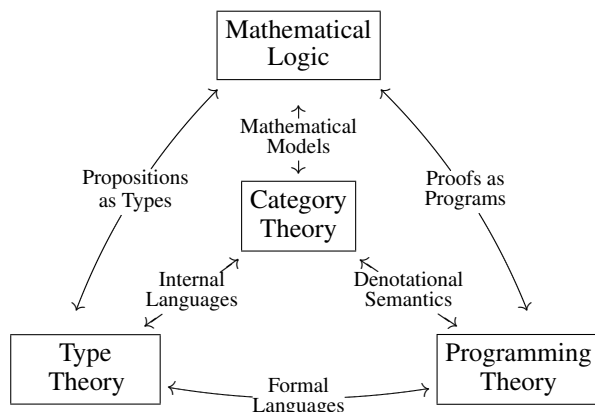 Mathematical
Logic
Mathematical
Models
Propositions
as Types
Proofs as
Programs
Category
Theory
Internal
Languages
Denotational
Semantics
Type
Theory
Formal
Languages
Programming
Theory